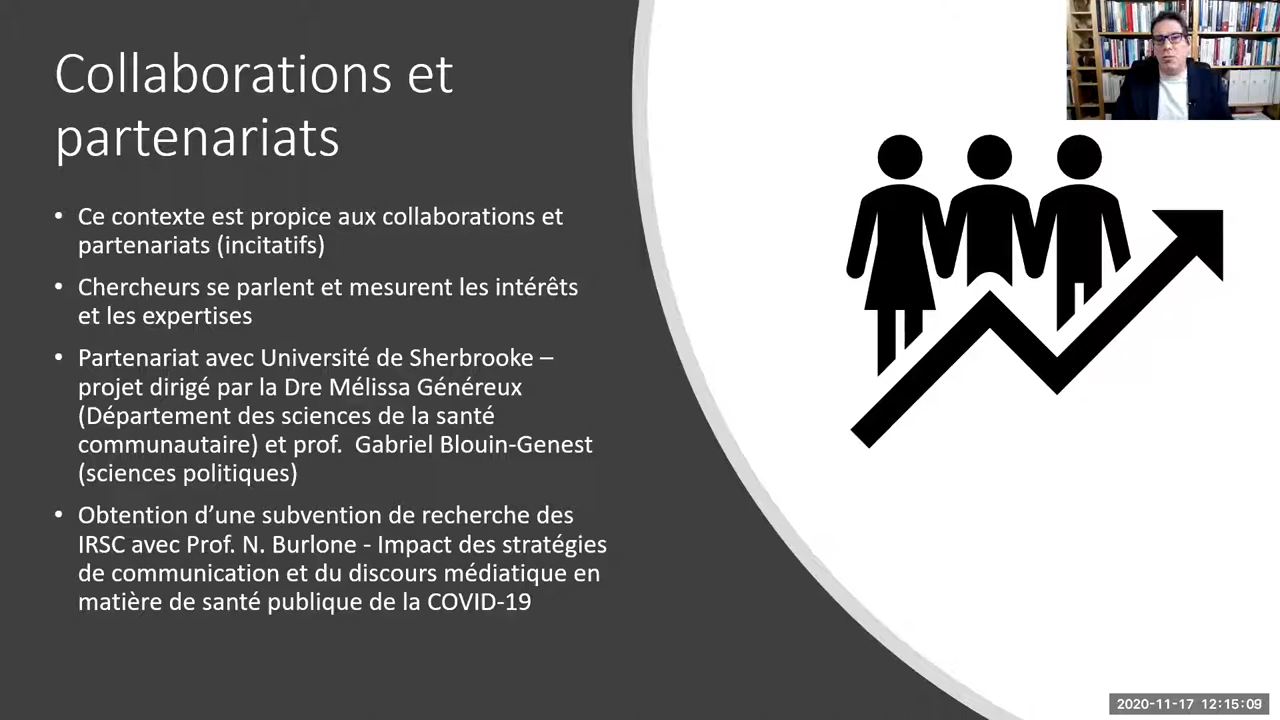 Collaborations et
partenariats
• Ce contexte est propice aux collaborations et
partenariats (incitatifs)
• Chercheurs se parlent et mesurent les intérêts
et les expertises
• Partenariat avec Université de Sherbrooke –
projet dirigé par la Dre Mélissa Généreux
(Département des sciences de la santé
communautaire) et prof.  Gabriel Blouin-Genest
(sciences politiques)
• Obtention d’une subvention de recherche des
IRSC avec Prof. N. Burlone - Impact des stratégies
de communication et du discours médiatique en
matière de santé publique de la COVID-19
2020-11-17 12:15:09